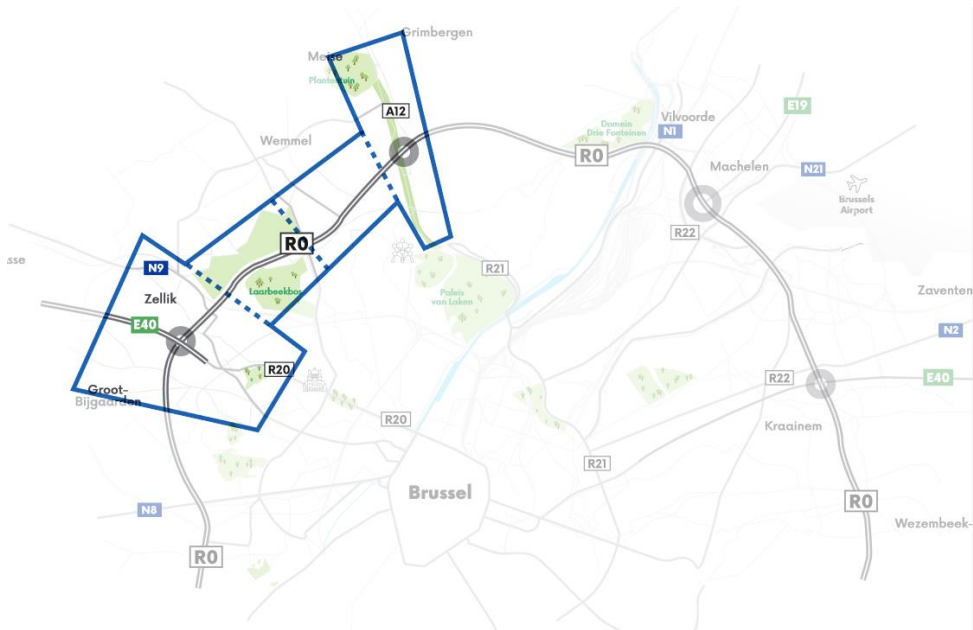 Grimbergen
Meise
Plantentuin
A12
E19
Vilvoorde
N1
Domein
Drie Fonteinen
Wemmel
R0
Machelen
N21
Brussels
Airport
R22
R0
sse
N9
R21
Laarbeekbos
Paleis
van Laken
Zellik
Zaventem
E40
N2
R20
R22
E40
Groot-
Bijgaarden
R20
Kraainem
R21
Brussel
R0
N8
Wezembeek-
R0